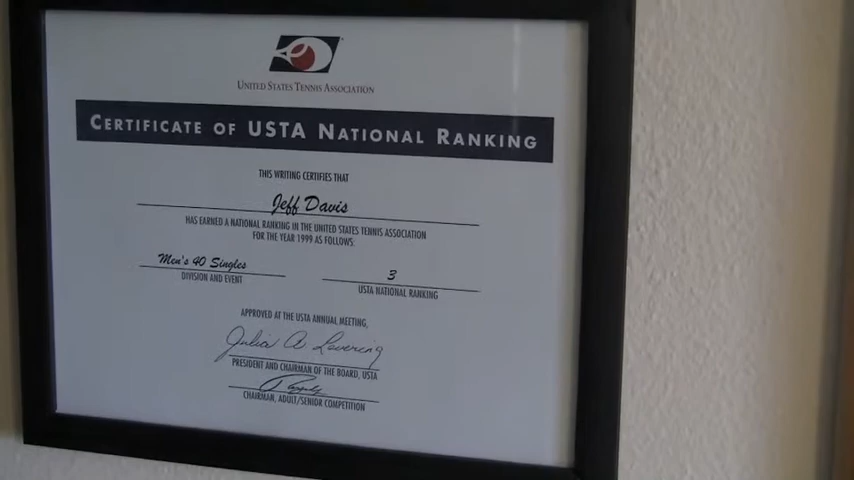 UNITED STATES TENNIS ASSOCIATION
CERTIFICATE OF USTA NATIONAL RANKING
THIS WRITING CERTIFIES THAT
Jeff Davis
HAS EARNED A NATIONAL RANKING IN THE UNITED STATES TENNIS ASSOCIATION
FOR THE YEAR 1999 AS FOLLOWS:
Men's 40 Singles 3
DIVISION AND EVENT USTA NATIONAL RANKING
APPROVED AT THE USTA ANNUAL MEETING,
Julia A Levering
PRESIDENT AND CHAIRMAN OF THE BOARD, USTA
CHAIRMAN, ADULT/SENIOR COMPETITION